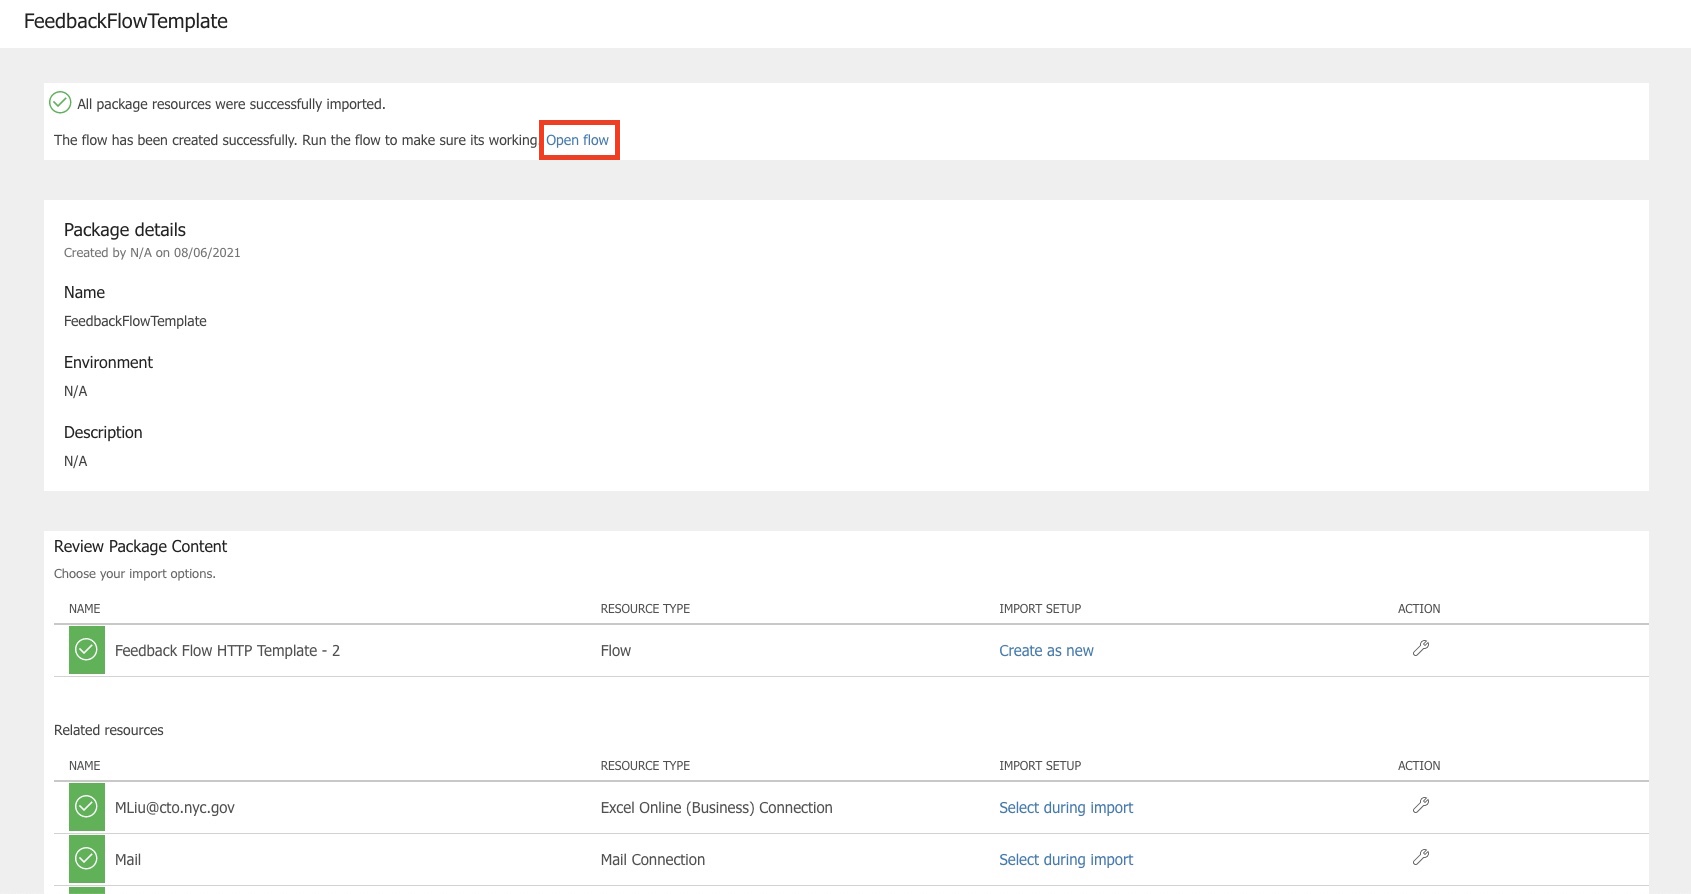 FeedbackFlowTemplate
All package resources were successfully imported.
The flow has been created successfully. Run the flow to make sure its working. Open flow
Package details
Created by N/A on 08/06/2021
Name
FeedbackFlowTemplate
Environment
N/A
Description
N/A
Review Package Content
Choose your import options.
NAME RESOURCE TYPE IMPORT SETUP ACTION
Feedback Flow HTTP Template - 2 Flow Create as new
Related resources
NAME RESOURCE TYPE IMPORT SETUP ACTION
MLiu@cto.nyc.gov Excel Online (Business) Connection Select during import
Mail Mail Connection Select during import